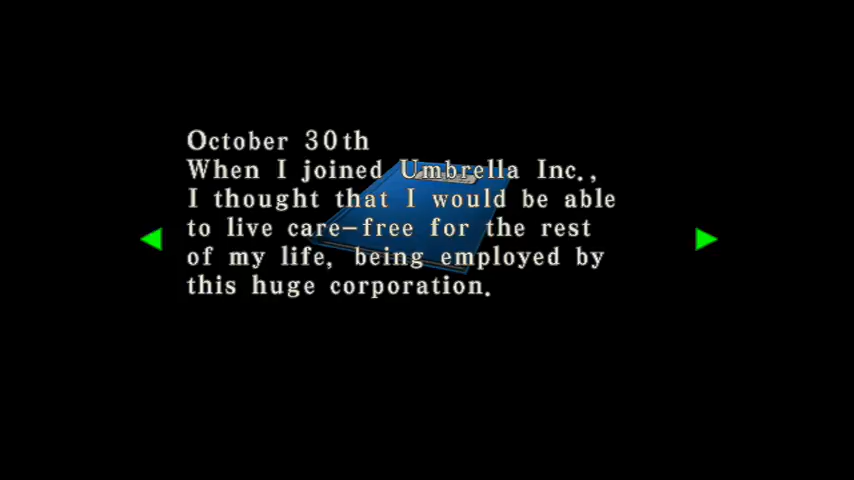 October 30th
When I joined Umbrella Inc.,
I thought that I would be able
to live care-free for the rest
of my life, being employed by
this huge corporation.